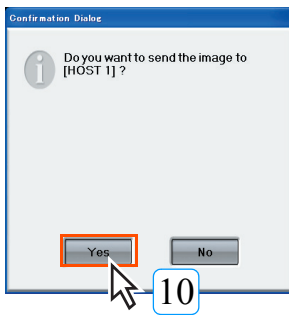 Confirmation Dialog
Do you want to send the image to
[HOST 1] ?
Yes
No
10